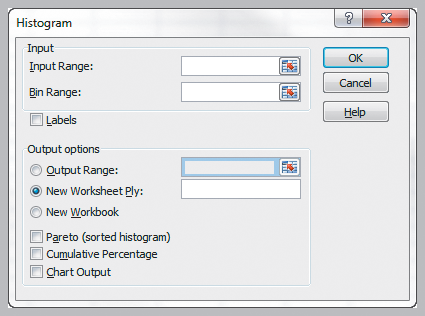 Histogram
Input
Input Range:
OK
Bin Range:
Cancel
Labels
Help
Output options
Output Range:
New Worksheet Ply:
New Workbook
Pareto (sorted histogram)
Cumulative Percentage
Chart Output